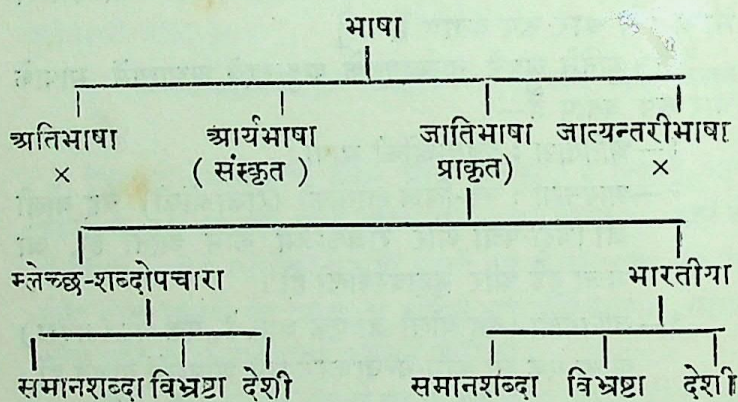 भाषा
अतिभाषा आर्यभाषा जातिभाषा जात्यन्तरीभाषा
× ( संस्कृत ) प्राकृत) ×
म्लेच्छ-शब्दोपचारा भारतीया
समानशब्दा विभ्रष्टा देशी समानशब्दा विभ्रष्टा देशी